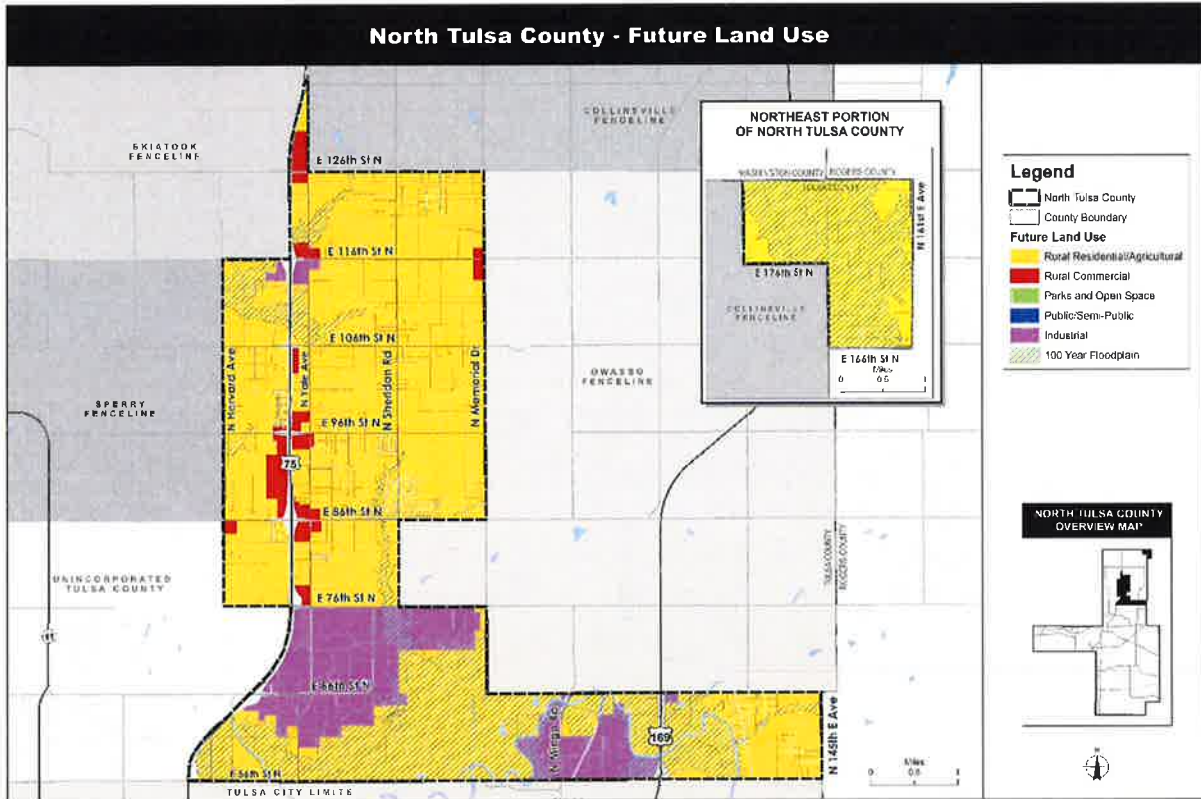 North Tulsa County - Future Land Use
SKIATOOK
FENCELINE
COLLINSVILLE
FENCELINE
E 126th St N
E 116th St N
E 106th St N
N Harvard Ave
N Yale Ave
N Sheridan Rd
N Memorial Dr
OWASSO
FENCELINE
SPERRY
FENCELINE
E 96th St N
75
E 86th St N
UNINCORPORATED
TULSA COUNTY
E 76th St N
TULSA COUNTY
ROGERS COUNTY
E 66th St N
N Mingo Rd
169
N 145th E Ave
E 56th St N
TULSA CITY LIMITS
Miles
0 0.5 1
NORTHEAST PORTION
OF NORTH TULSA COUNTY
WASHINGTON COUNTY
ROGERS COUNTY
TULSA COUNTY
N 161st E Ave
E 176th St N
COLLINSVILLE
FENCELINE
E 166th St N
Miles
0 0.5 1
Legend
North Tulsa County
County Boundary
Future Land Use
Rural Residential/Agricultural
Rural Commercial
Parks and Open Space
Public/Semi-Public
Industrial
100 Year Floodplain
NORTH TULSA COUNTY
OVERVIEW MAP
N